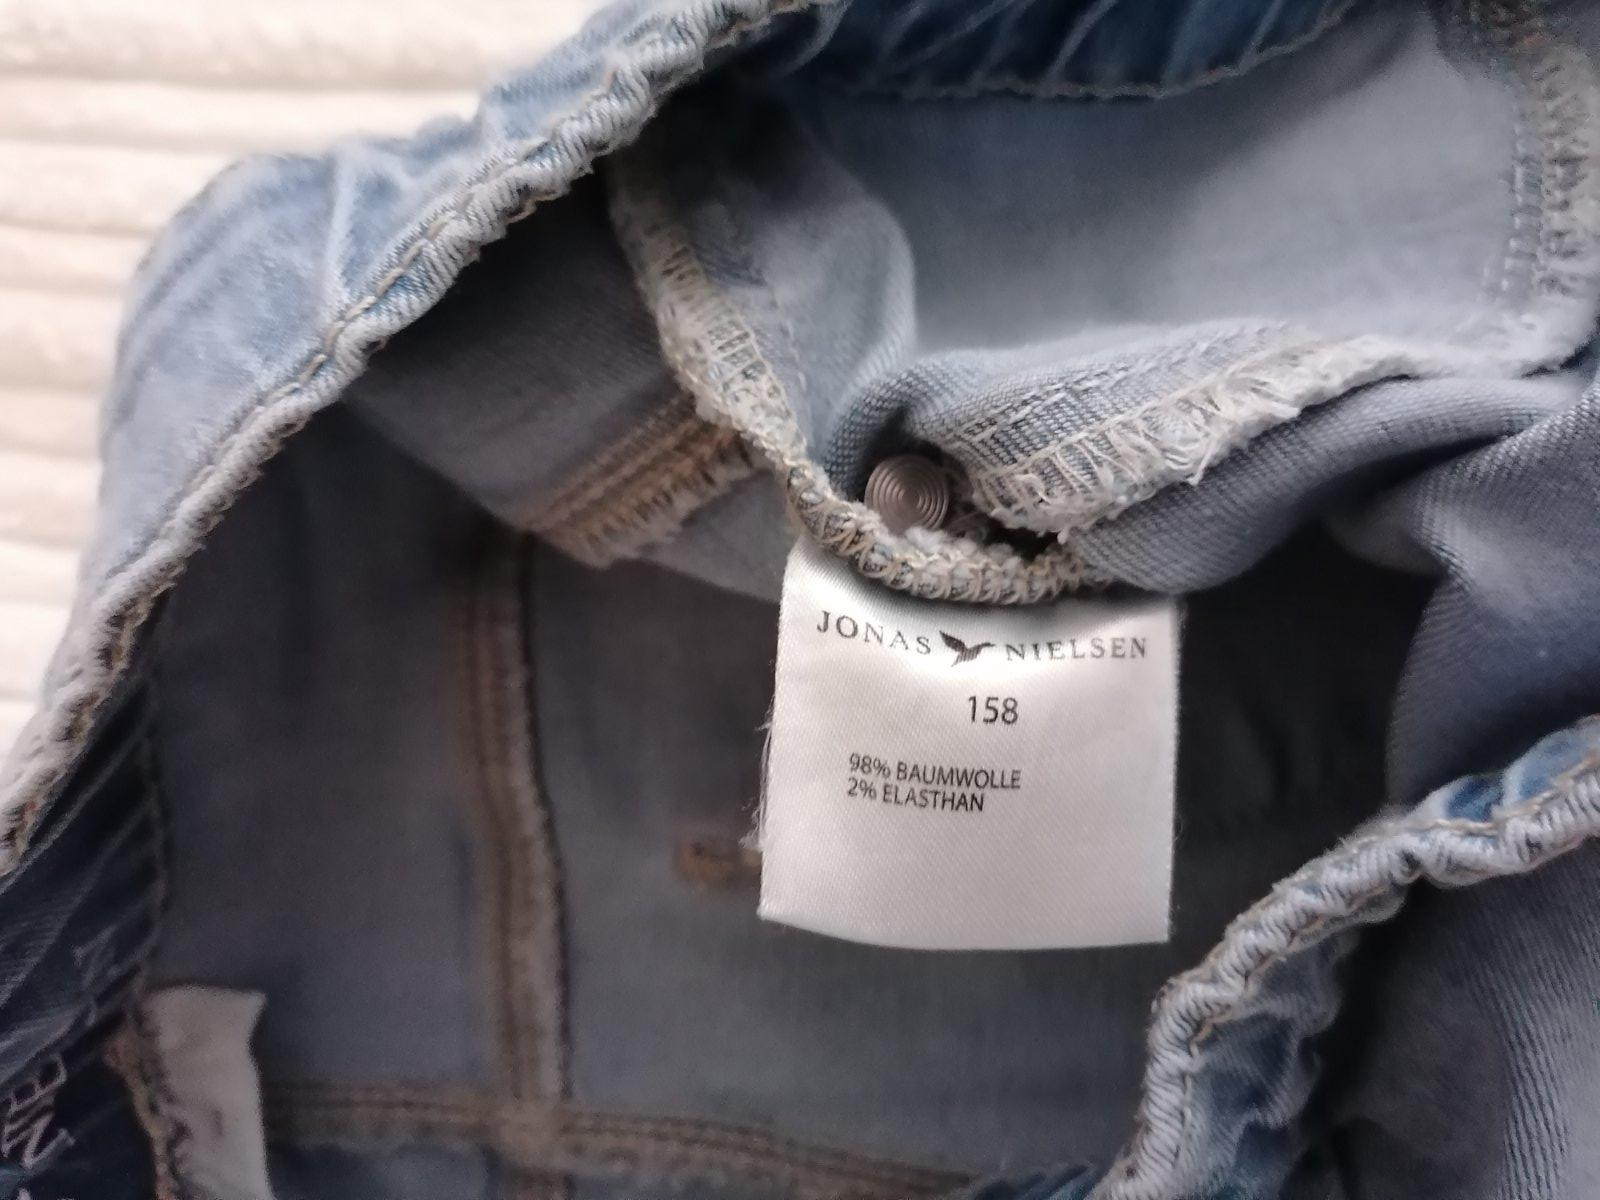 JONAS NIELSEN
158
98% BAUMWOLLE
2% ELASTHAN